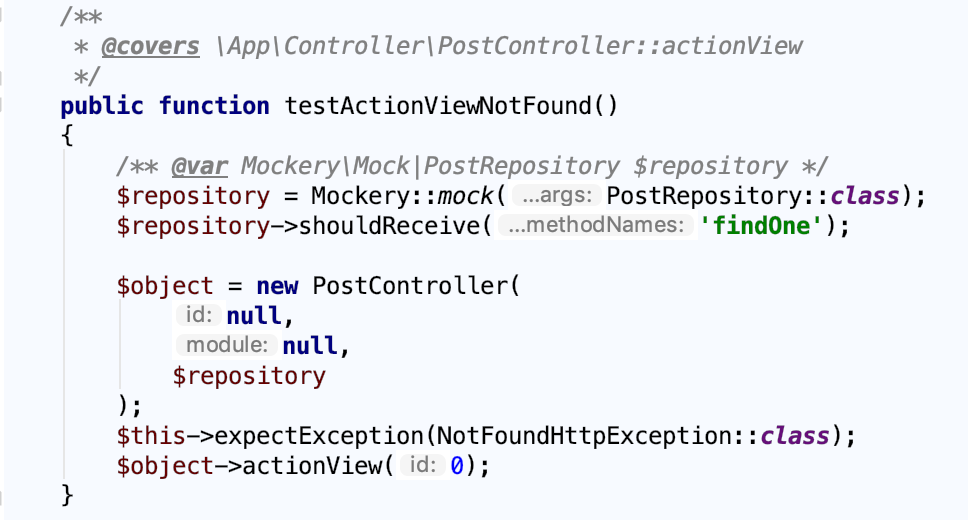 /**
 * @covers \App\Controller\PostController::actionView
 */
public function testActionViewNotFound()
{
    /** @var Mockery\Mock|PostRepository $repository */
    $repository = Mockery::mock( ...args: PostRepository::class);
    $repository->shouldReceive( ...methodNames: 'findOne');

    $object = new PostController(
        id: null,
        module: null,
        $repository
    );
    $this->expectException(NotFoundHttpException::class);
    $object->actionView( id: 0);
}